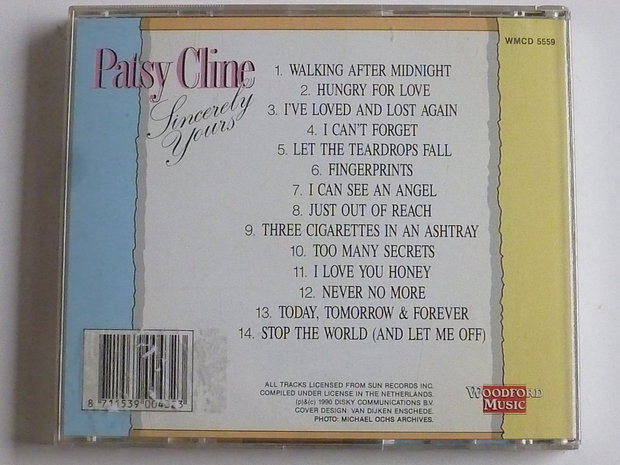 WMCD 5559
Patsy Cline
Sincerely
Yours
1. WALKING AFTER MIDNIGHT
2. HUNGRY FOR LOVE
3. I'VE LOVED AND LOST AGAIN
4. I CAN'T FORGET
5. LET THE TEARDROPS FALL
6. FINGERPRINTS
7. I CAN SEE AN ANGEL
8. JUST OUT OF REACH
9. THREE CIGARETTES IN AN ASHTRAY
10. TOO MANY SECRETS
11. I LOVE YOU HONEY
12. NEVER NO MORE
13. TODAY, TOMORROW & FOREVER
14. STOP THE WORLD (AND LET ME OFF)
ALL TRACKS LICENSED FROM SUN RECORDS INC.
COMPILED UNDER LICENSE IN THE NETHERLANDS.
(p)&(c) 1990 DISKY COMMUNICATIONS B.V.
COVER DESIGN VAN DIJKEN ENSCHEDE.
PHOTO: MICHAEL OCHS ARCHIVES.
WOODFORD
MUSIC